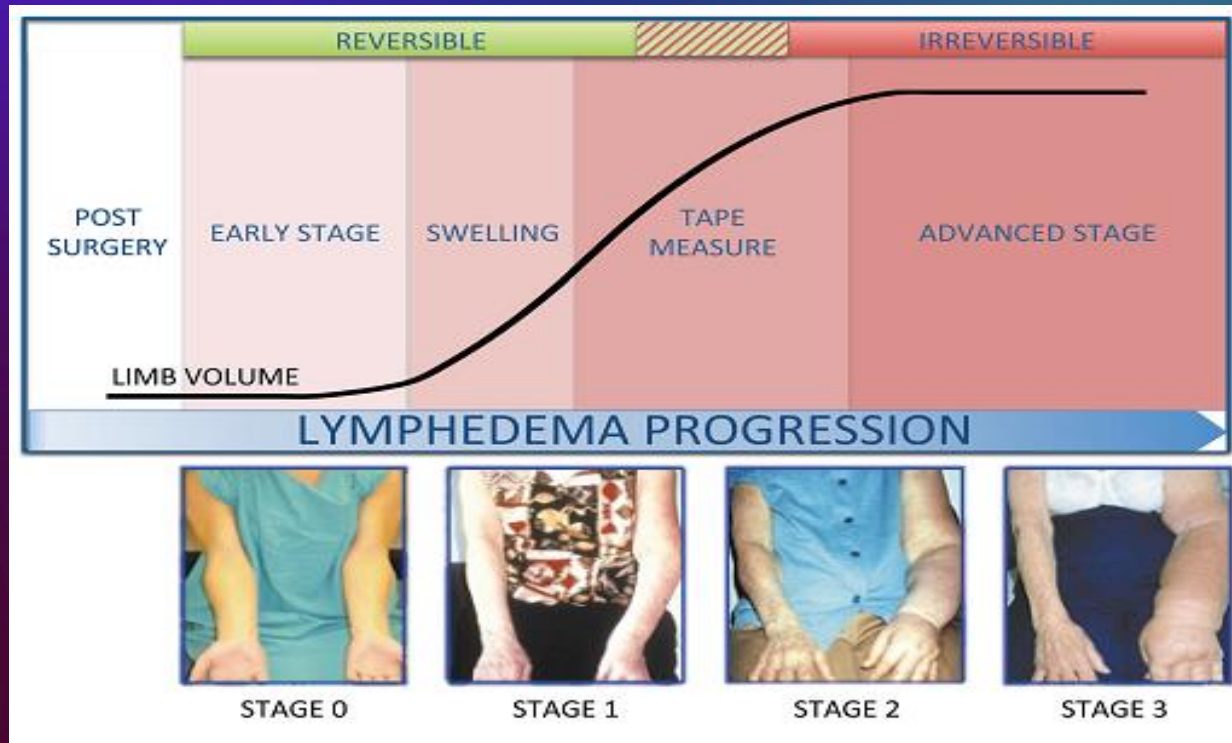 REVERSIBLE
IRREVERSIBLE
POST
SURGERY
EARLY STAGE
SWELLING
TAPE
MEASURE
ADVANCED STAGE
LIMB VOLUME
LYMPHEDEMA PROGRESSION
STAGE 0
STAGE 1
STAGE 2
STAGE 3